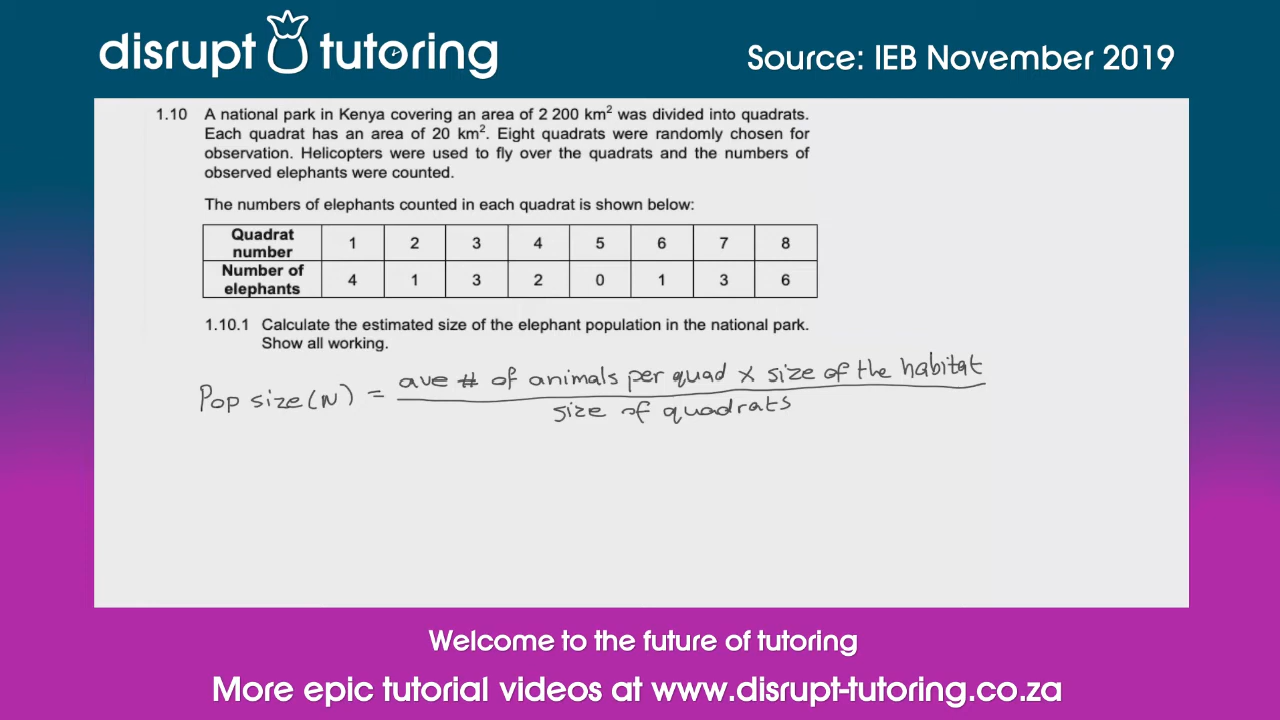 disrupt tutoring
Source: IEB November 2019
1.10 A national park in Kenya covering an area of 2 200 km² was divided into quadrats.
Each quadrat has an area of 20 km². Eight quadrats were randomly chosen for
observation. Helicopters were used to fly over the quadrats and the numbers of
observed elephants were counted.
The numbers of elephants counted in each quadrat is shown below:
Quadrat number 1 2 3 4 5 6 7 8
Number of elephants 4 1 3 2 0 1 3 6
1.10.1 Calculate the estimated size of the elephant population in the national park.
Show all working.
Pop size (N) = ave # of animals per quad x size of the habitat
size of quadrats
Welcome to the future of tutoring
More epic tutorial videos at www.disrupt-tutoring.co.za